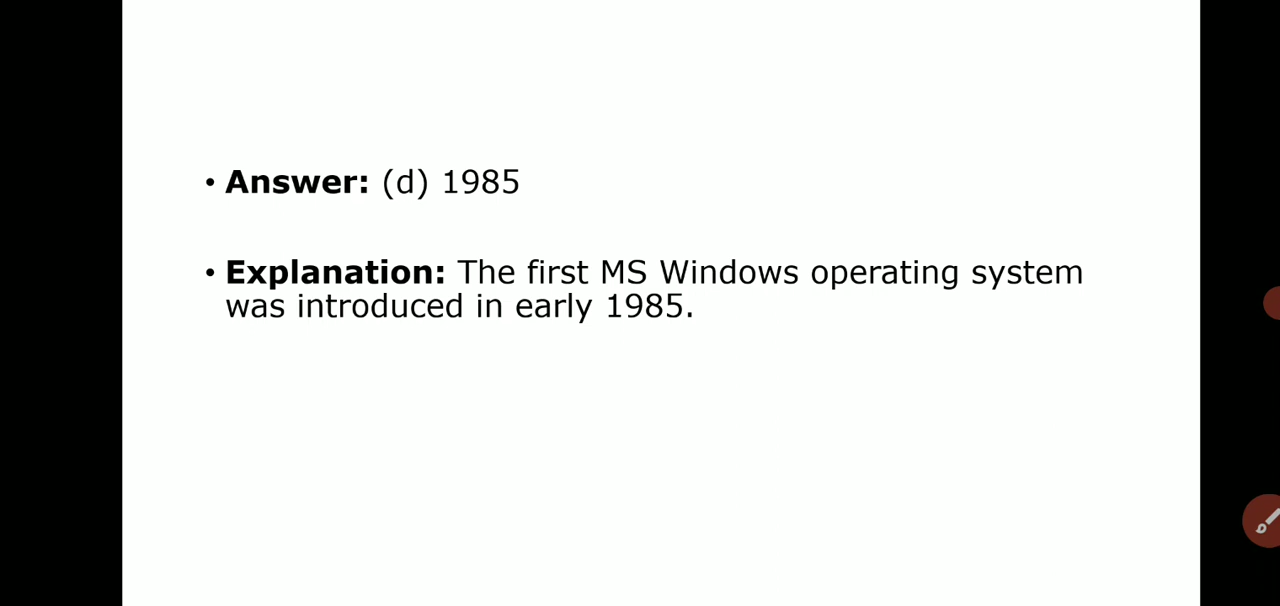 • Answer: (d) 1985
• Explanation: The first MS Windows operating system
was introduced in early 1985.